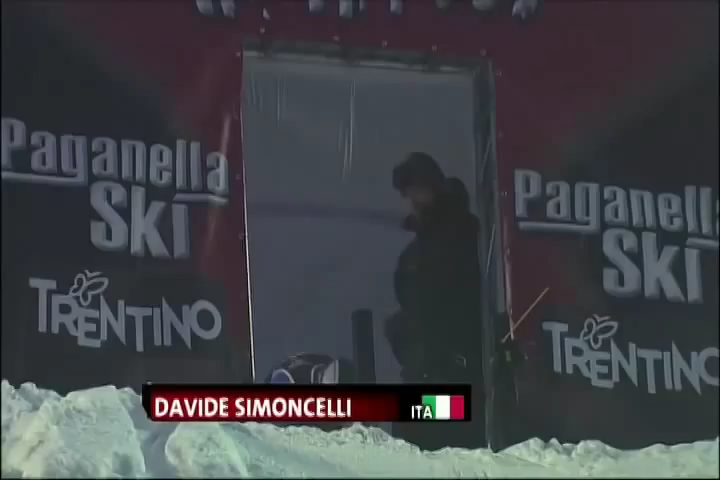 Paganella
Ski
TRENTINO
Paganella
Ski
TRENTINO
DAVIDE SIMONCELLI
ITA